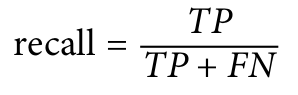 recall = TP / TP + FN